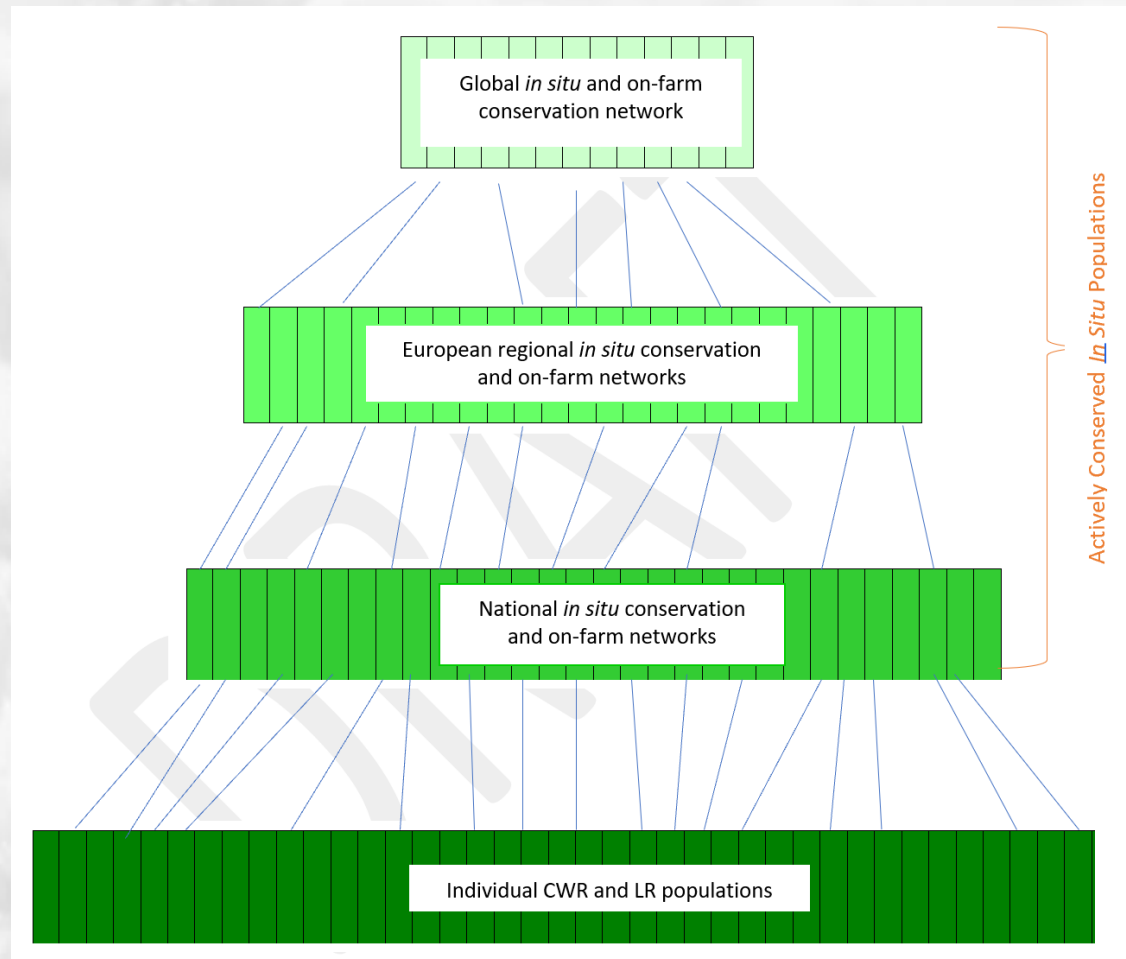 Global in situ and on-farm
conservation network
European regional in situ conservation
and on-farm networks
National in situ conservation
and on-farm networks
Individual CWR and LR populations
Actively Conserved In Situ Populations
DRAFT